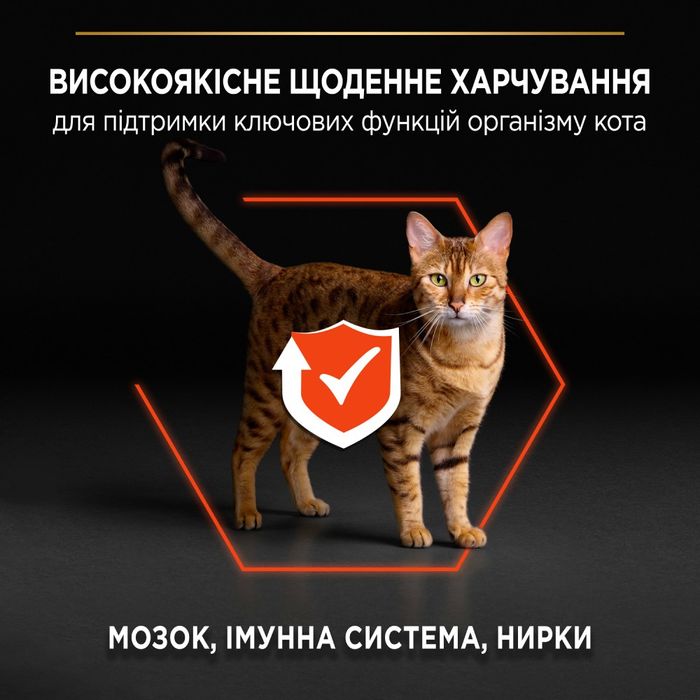 ВИСОКОЯКІСНЕ ЩОДЕННЕ ХАРЧУВАННЯ
для підтримки ключових функцій організму кота
МОЗОК, ІМУННА СИСТЕМА, НИРКИ